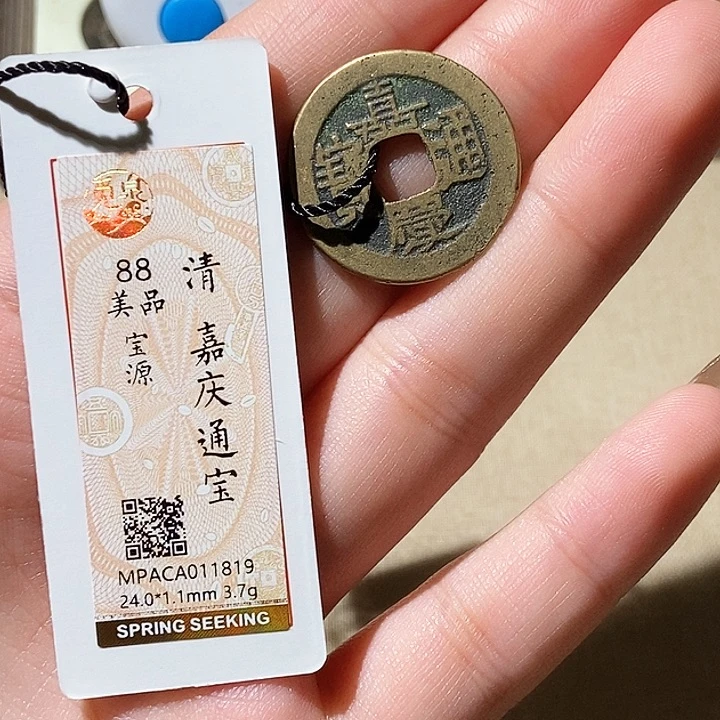 嘉慶通寶
清 嘉庆通宝
88
美品
宝源
MPACA011819
24.0*1.1mm 3.7g
SPRING SEEKING